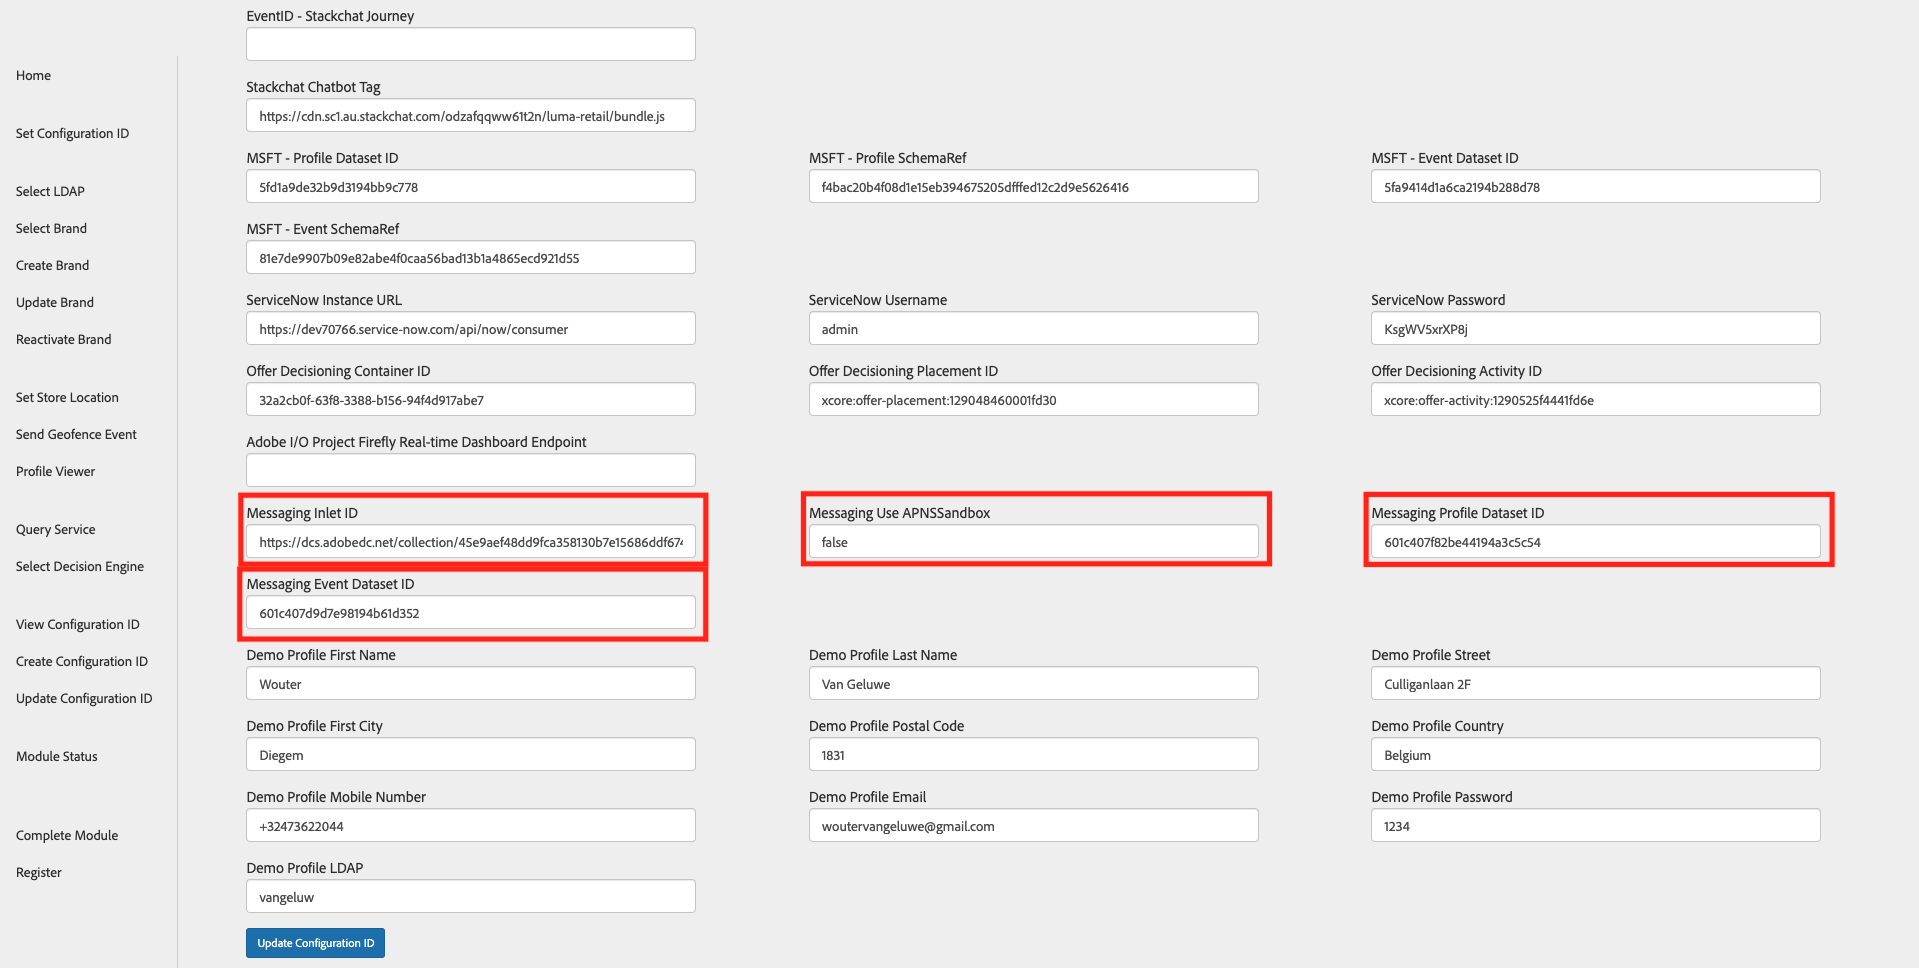 EventID - Stackchat Journey
Home
Stackchat Chatbot Tag
https://cdn.sc1.au.stackchat.com/odzafqqww61t2n/luma-retail/bundle.js
Set Configuration ID
MSFT - Profile Dataset ID
MSFT - Profile SchemaRef
MSFT - Event Dataset ID
5fd1a9de32b9d3194bb9c778
f4bac20b4f08d1e15eb394675205dfffed12c2d9e5626416
5fa9414d1a6ca2194b288d78
Select LDAP
Select Brand
MSFT - Event SchemaRef
81e7de9907b09e82abe4f0caa56bad13b1a4865ecd921d55
Create Brand
Update Brand
ServiceNow Instance URL
ServiceNow Username
ServiceNow Password
https://dev70766.service-now.com/api/now/consumer
admin
KsgWV5xrXP8j
Reactivate Brand
Offer Decisioning Container ID
Offer Decisioning Placement ID
Offer Decisioning Activity ID
32a2cb0f-63f8-3388-b156-94f4d917abe7
xcore:offer-placement:129048460001fd30
xcore:offer-activity:1290525f4441fd6e
Set Store Location
Send Geofence Event
Adobe I/O Project Firefly Real-time Dashboard Endpoint
Profile Viewer
Messaging Inlet ID
Messaging Use APNSSandbox
Messaging Profile Dataset ID
https://dcs.adobedc.net/collection/45e9aef48dd9fca358130b7e15686ddf674
false
601c407f82be44194a3c5c54
Query Service
Select Decision Engine
Messaging Event Dataset ID
601c407d9d7e98194b61d352
View Configuration ID
Create Configuration ID
Update Configuration ID
Demo Profile First Name
Demo Profile Last Name
Demo Profile Street
Wouter
Van Geluwe
Culliganlaan 2F
Demo Profile First City
Demo Profile Postal Code
Demo Profile Country
Diegem
1831
Belgium
Module Status
Demo Profile Mobile Number
Demo Profile Email
Demo Profile Password
+32473622044
woutervangeluwe@gmail.com
1234
Complete Module
Register
Demo Profile LDAP
vangeluw
Update Configuration ID